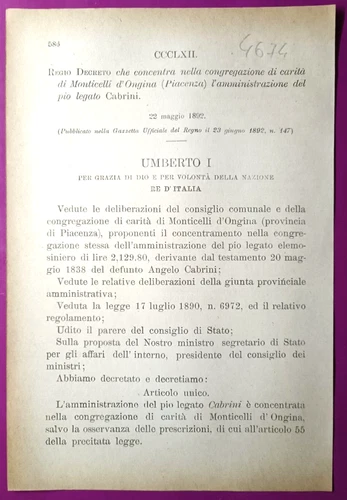 584
CCCLXII.
4674
REGIO DECRETO che concentra nella congregazione di carità
di Monticelli d'Ongina (Piacenza) l'amministrazione del
pio legato Cabrini.
22 maggio 1892.
(Pubblicato nella Gazzetta Ufficiale del Regno il 23 giugno 1892, n. 147)
UMBERTO I
PER GRAZIA DI DIO E PER VOLONTÀ DELLA NAZIONE
RE D'ITALIA
Vedute le deliberazioni del consiglio comunale e della
congregazione di carità di Monticelli d'Ongina (provincia
di Piacenza), proponenti il concentramento nella congre-
gazione stessa dell'amministrazione del pio legato elemo-
siniero di lire 2,129.80, derivante dal testamento 20 mag-
gio 1838 del defunto Angelo Cabrini;
Vedute le relative deliberazioni della giunta provinciale
amministrativa;
Veduta la legge 17 luglio 1890, n. 6972, ed il relativo
regolamento;
Udito il parere del consiglio di Stato;
Sulla proposta del Nostro ministro segretario di Stato
per gli affari dell'interno, presidente del consiglio dei
ministri;
Abbiamo decretato e decretiamo:
Articolo unico.
L'amministrazione del pio legato Cabrini è concentrata
nella congregazione di carità di Monticelli d'Ongina,
salvo la osservanza delle prescrizioni, di cui all'articolo 55
della precitata legge.